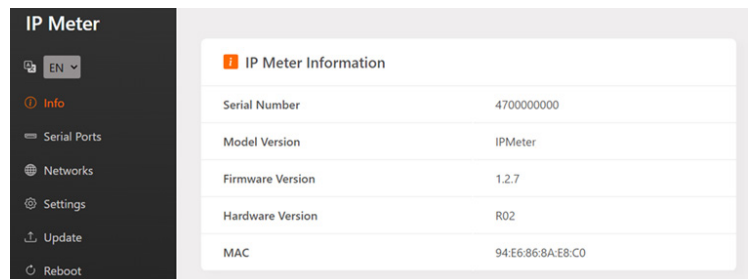 IP Meter
EN
Info
Serial Ports
Networks
Settings
Update
Reboot
IP Meter Information
Serial Number 4700000000
Model Version IPMeter
Firmware Version 1.2.7
Hardware Version R02
MAC 94:E6:86:8A:E8:C0